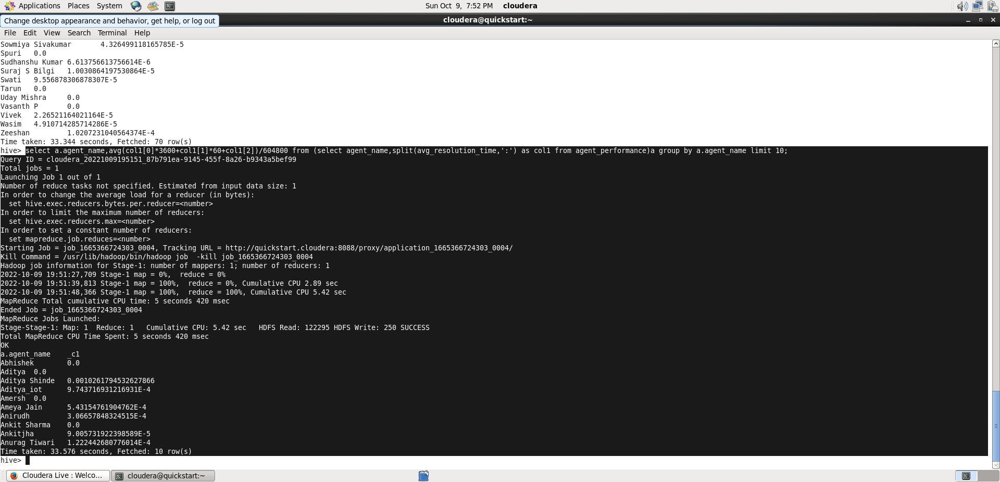 Applications Places System Sun Oct 9, 7:52 PM cloudera
Change desktop appearance and behavior, get help, or log out cloudera@quickstart:~
File Edit View Search Terminal Help
Sowmiya Sivakumar 4.326499118165785E-5
Spuri 0.0
Sudhanshu Kumar 6.613756613756614E-6
Suraj S Bilgi 1.0030864197530864E-5
Swati 9.556878306878307E-5
Tarun 0.0
Uday Mishra 0.0
Vasanth P 0.0
Vivek 2.26521164021164E-5
Wasim 4.910714285714286E-5
Zeeshan 1.0207231040564374E-4
Time taken: 33.344 seconds, Fetched: 70 row(s)
hive> select a.agent_name,avg(col1[0]*3600+col1[1]*60+col1[2])/604800 from (select agent_name,split(avg_resolution_time,':') as col1 from agent_performance)a group by a.agent_name limit 10;
Query ID = cloudera_20221009195151_87b791ea-9145-455f-8a26-b9343a5bef99
Total jobs = 1
Launching Job 1 out of 1
Number of reduce tasks not specified. Estimated from input data size: 1
In order to change the average load for a reducer (in bytes):
  set hive.exec.reducers.bytes.per.reducer=<number>
In order to limit the maximum number of reducers:
  set hive.exec.reducers.max=<number>
In order to set a constant number of reducers:
  set mapreduce.job.reduces=<number>
Starting Job = job_1665366724303_0004, Tracking URL = http://quickstart.cloudera:8088/proxy/application_1665366724303_0004/
Kill Command = /usr/lib/hadoop/bin/hadoop job  -kill job_1665366724303_0004
Hadoop job information for Stage-1: number of mappers: 1; number of reducers: 1
2022-10-09 19:51:27,709 Stage-1 map = 0%,  reduce = 0%
2022-10-09 19:51:39,813 Stage-1 map = 100%,  reduce = 0%, Cumulative CPU 2.89 sec
2022-10-09 19:51:48,366 Stage-1 map = 100%,  reduce = 100%, Cumulative CPU 5.42 sec
MapReduce Total cumulative CPU time: 5 seconds 420 msec
Ended Job = job_1665366724303_0004
MapReduce Jobs Launched:
Stage-Stage-1: Map: 1  Reduce: 1   Cumulative CPU: 5.42 sec   HDFS Read: 122295 HDFS Write: 250 SUCCESS
Total MapReduce CPU Time Spent: 5 seconds 420 msec
OK
a.agent_name _c1
Abhishek 0.0
Aditya 0.0
Aditya Shinde 0.0010261794532627866
Aditya_iot 9.743716931216931E-4
Amersh 0.0
Ameya Jain 5.43154761904762E-4
Anirudh 3.06657848324515E-4
Ankit Sharma 0.0
Ankitjha 9.005731922398589E-5
Anurag Tiwari 1.222442680776014E-4
Time taken: 33.576 seconds, Fetched: 10 row(s)
hive>
Cloudera Live : Welco... cloudera@quickstart:~